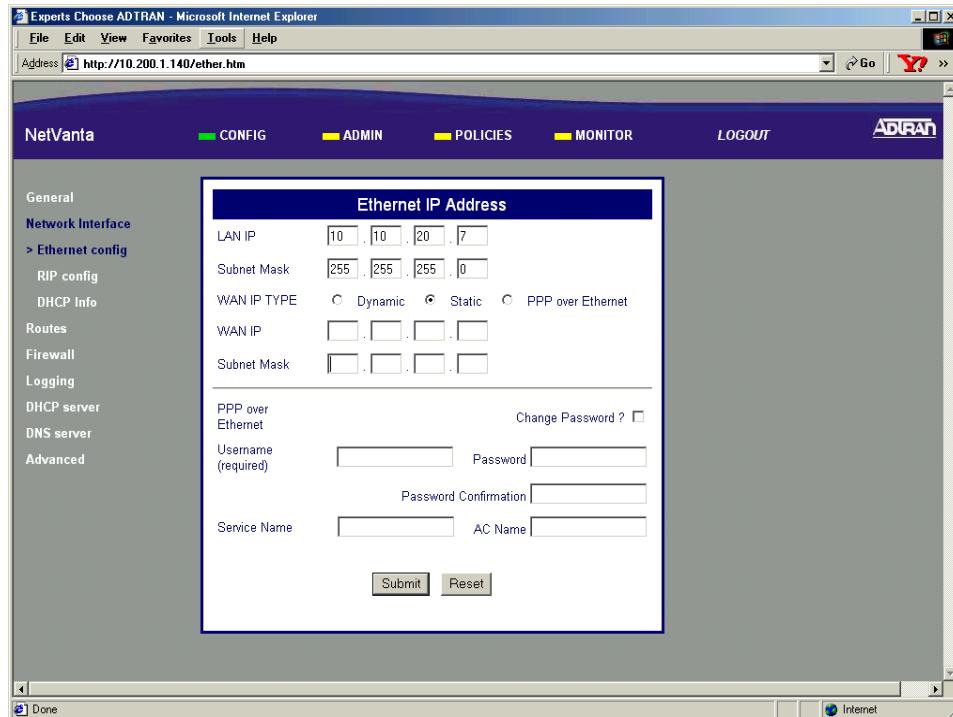 Experts Choose ADTRAN - Microsoft Internet Explorer
File Edit View Favorites Tools Help
Address http://10.200.1.140/ether.htm Go Y! »
NetVanta CONFIG ADMIN POLICIES MONITOR LOGOUT ADTRAN
General
Network Interface
> Ethernet config
RIP config
DHCP Info
Routes
Firewall
Logging
DHCP server
DNS server
Advanced
Ethernet IP Address
LAN IP 10 . 10 . 20 . 7
Subnet Mask 255 . 255 . 255 . 0
WAN IP TYPE Dynamic Static PPP over Ethernet
WAN IP . . .
Subnet Mask . . .
PPP over
Ethernet
Change Password ?
Username
(required)
Password
Password Confirmation
Service Name AC Name
Submit Reset
Done Internet